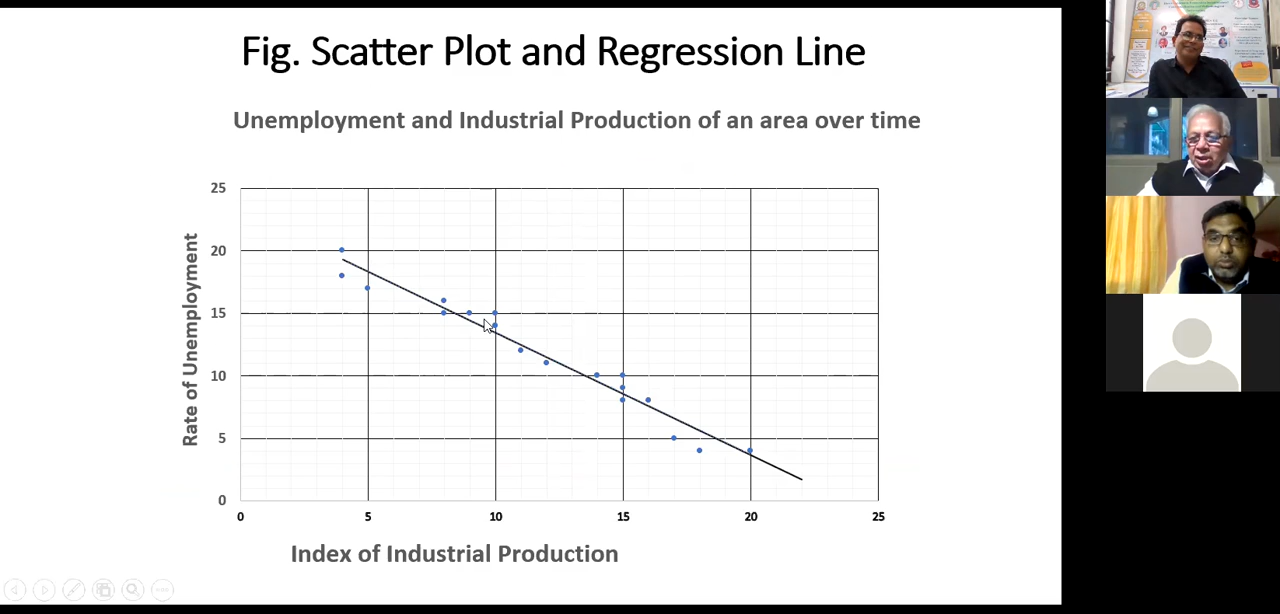 Fig. Scatter Plot and Regression Line
Unemployment and Industrial Production of an area over time
Rate of Unemployment
25
20
15
10
5
0
0 5 10 15 20 25
Index of Industrial Production